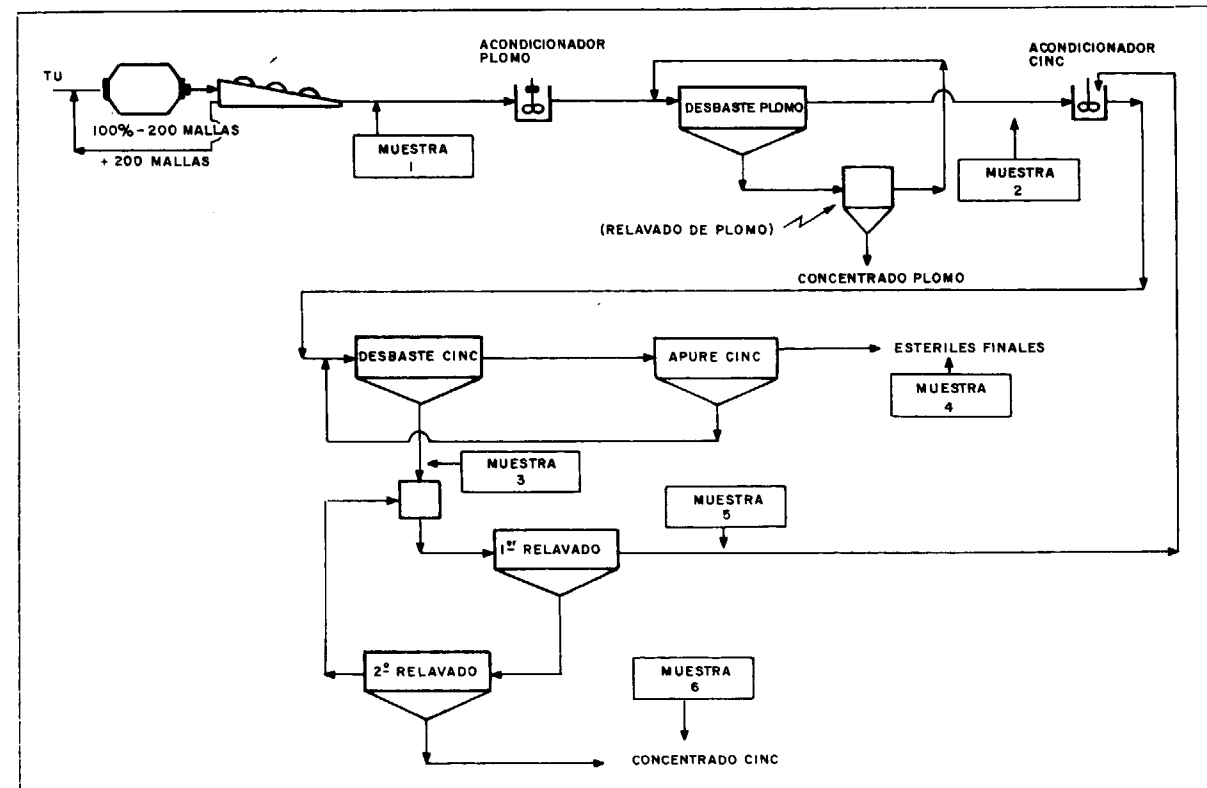 ACONDICIONADOR
PLOMO
ACONDICIONADOR
CINC
TU
DESBASTE PLOMO
100% - 200 MALLAS
+ 200 MALLAS
MUESTRA
1
MUESTRA
2
(RELAVADO DE PLOMO)
CONCENTRADO PLOMO
DESBASTE CINC
APURE CINC
ESTERILES FINALES
MUESTRA
4
MUESTRA
3
MUESTRA
5
1er RELAVADO
2º RELAVADO
MUESTRA
6
CONCENTRADO CINC